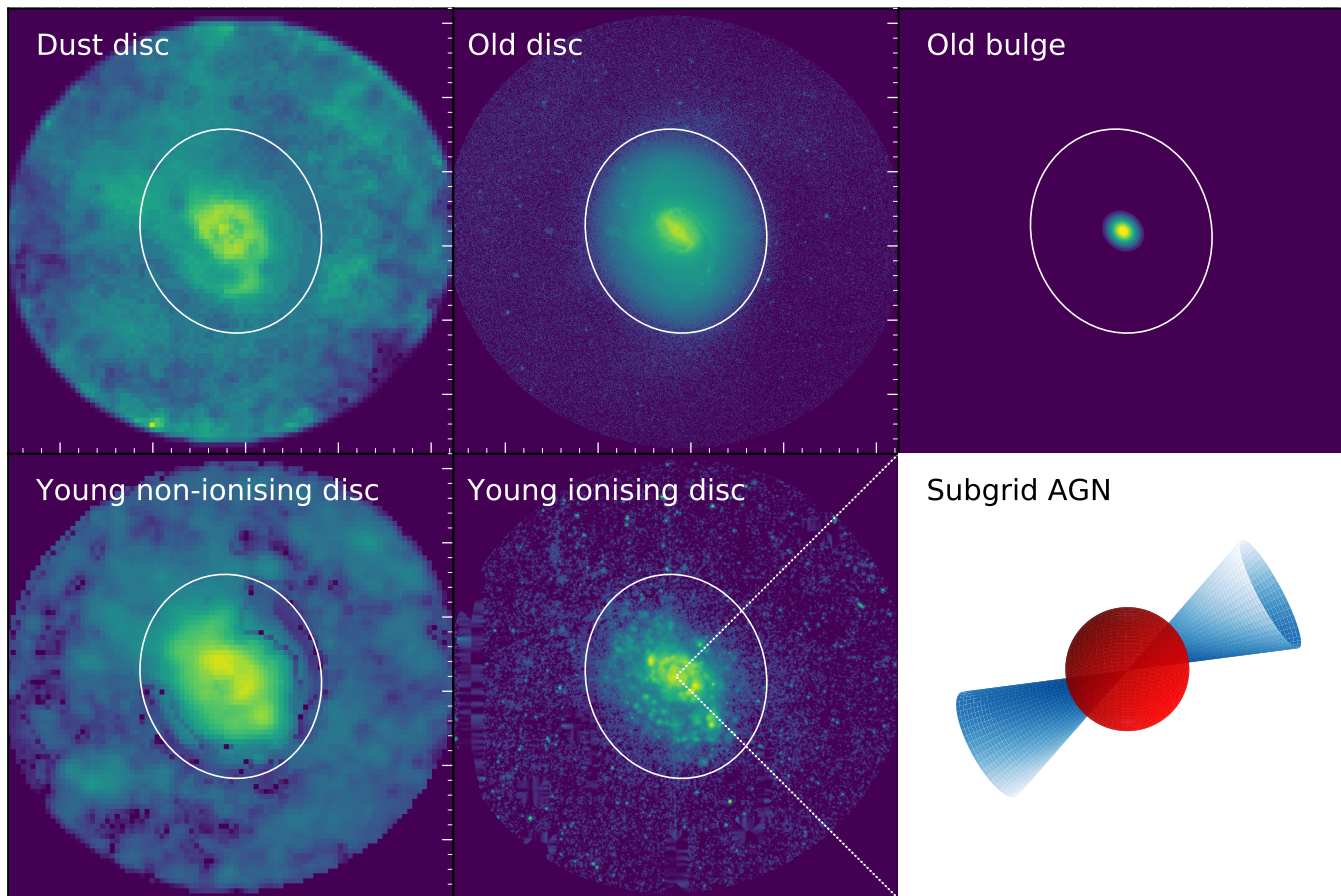 Dust disc
Old disc
Old bulge
Young non-ionising disc
Young ionising disc
Subgrid AGN